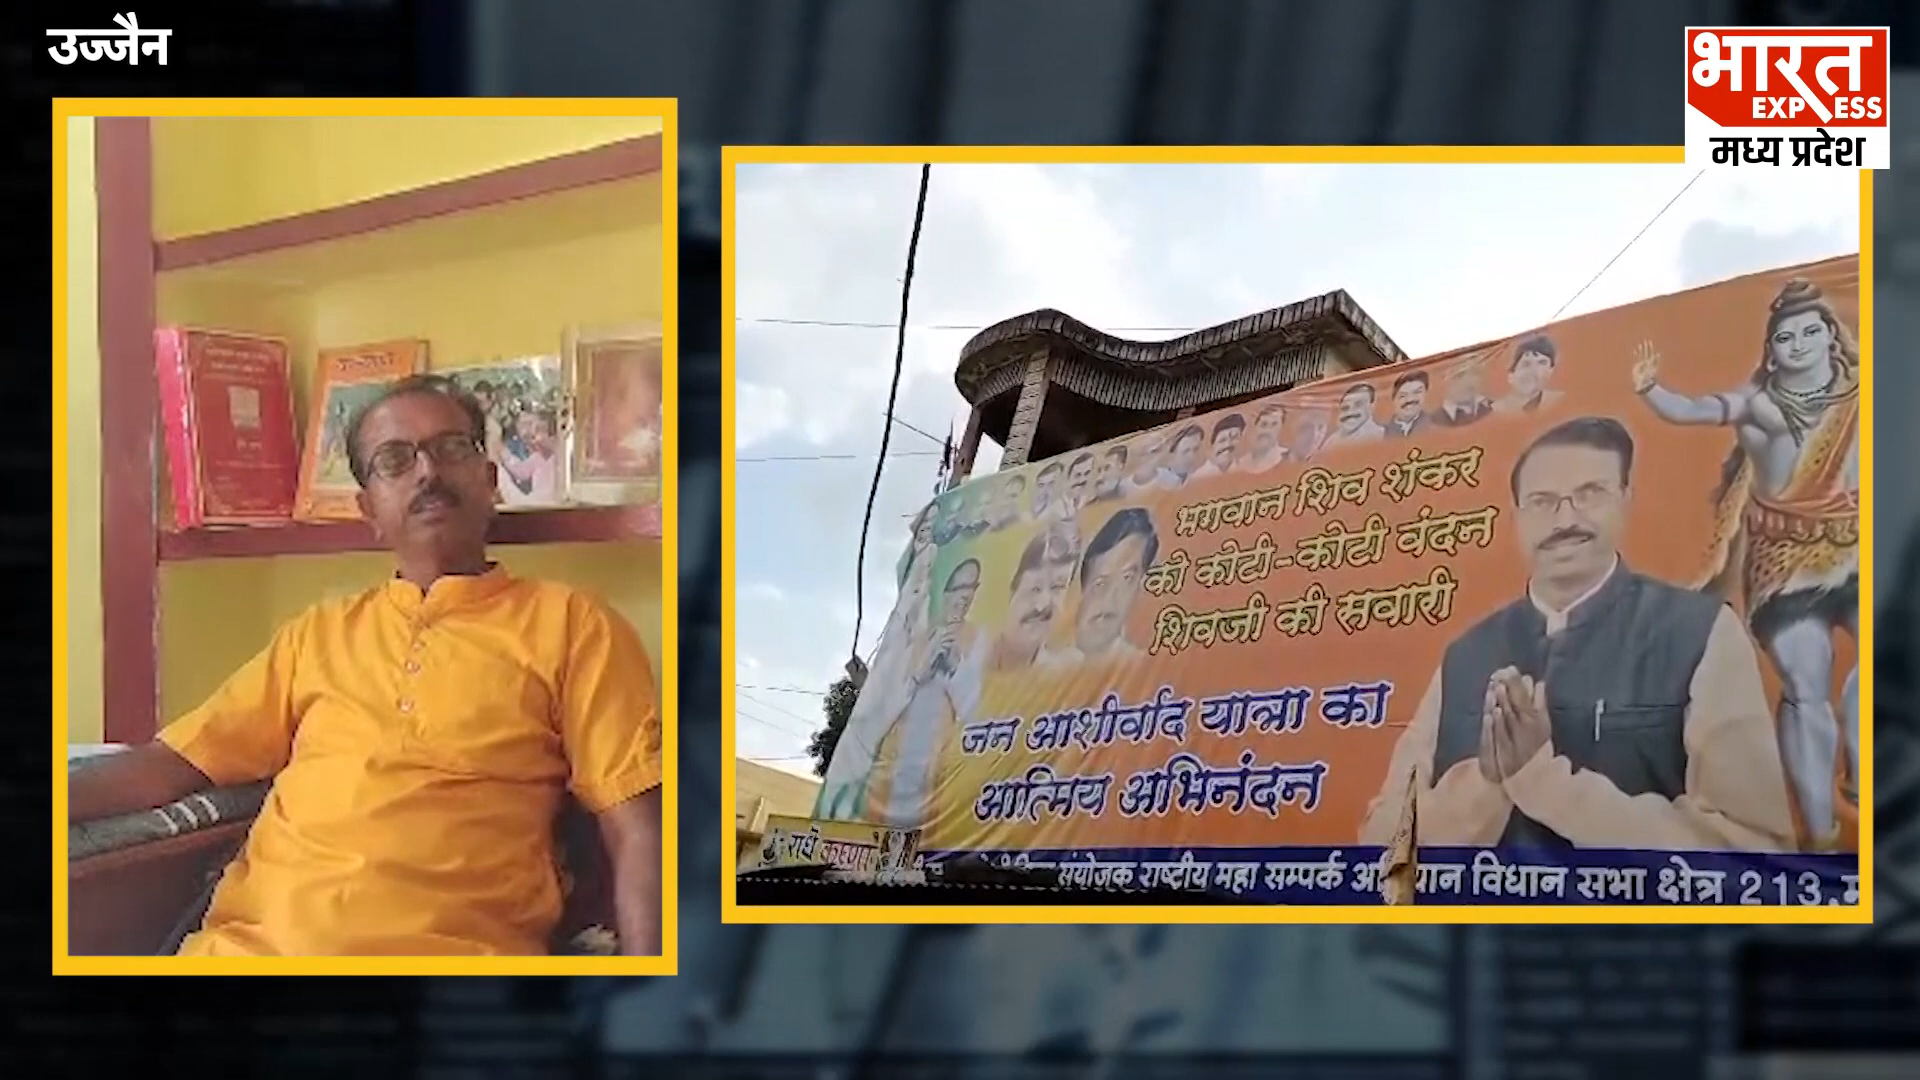 उज्जैन
भारत
EXPRESS
मध्य प्रदेश
भगवान शिव शंकर
को कोटी-कोटी वंदन
शिवजी की सवारी
जन आशीर्वाद यात्रा का
आत्मिय अभिनंदन
राधे कृष्णा
संयोजक राष्ट्रीय महा सम्पर्क अभियान विधान सभा क्षेत्र 213,